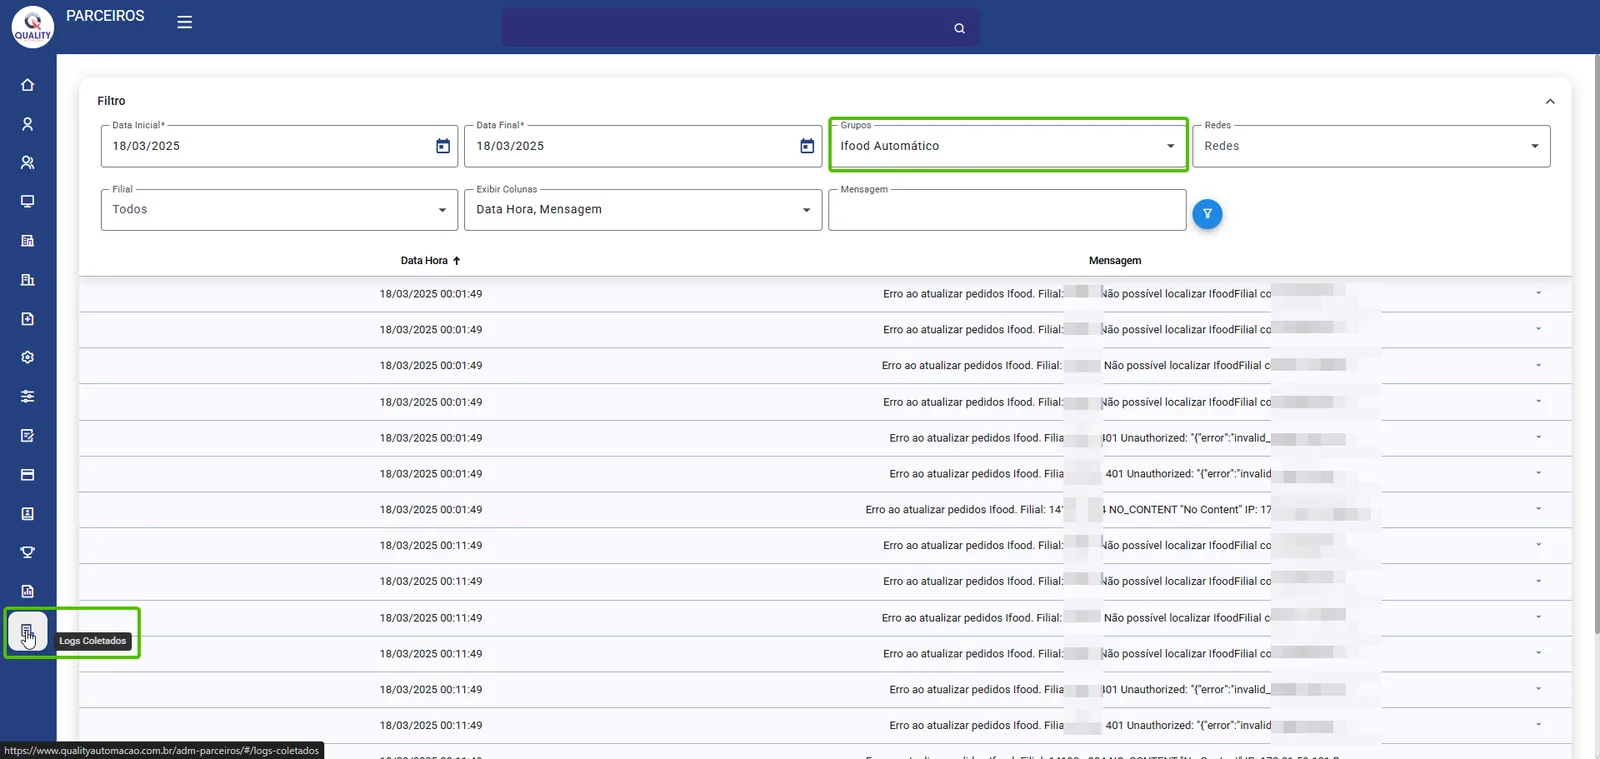 QUALITY
PARCEIROS
Filtro
Data Inicial*
18/03/2025
Data Final*
18/03/2025
Grupos
Ifood Automático
Redes
Redes
Filial
Todos
Exibir Colunas
Data Hora, Mensagem
Mensagem
Data Hora
Mensagem
18/03/2025 00:01:49 Erro ao atualizar pedidos Ifood. Filial: Não possível localizar IfoodFilial co
18/03/2025 00:01:49 Erro ao atualizar pedidos Ifood. Filial: Não possível localizar IfoodFilial co
18/03/2025 00:01:49 Erro ao atualizar pedidos Ifood. Filial: Não possível localizar IfoodFilial c
18/03/2025 00:01:49 Erro ao atualizar pedidos Ifood. Filial: Não possível localizar IfoodFilial co
18/03/2025 00:01:49 Erro ao atualizar pedidos Ifood. Filia 401 Unauthorized: "{"error":"invalid_
18/03/2025 00:01:49 Erro ao atualizar pedidos Ifood. Filia 401 Unauthorized: "{"error":"invalid
18/03/2025 00:01:49 Erro ao atualizar pedidos Ifood. Filial: 14 4 NO_CONTENT "No Content" IP: 17
18/03/2025 00:11:49 Erro ao atualizar pedidos Ifood. Filial: Não possível localizar IfoodFilial co
18/03/2025 00:11:49 Erro ao atualizar pedidos Ifood. Filial: Não possível localizar IfoodFilial co
18/03/2025 00:11:49 Erro ao atualizar pedidos Ifood. Filial: Não possível localizar IfoodFilial c
18/03/2025 00:11:49 Erro ao atualizar pedidos Ifood. Filial: Não possível localizar IfoodFilial co
18/03/2025 00:11:49 Erro ao atualizar pedidos Ifood. Filia 401 Unauthorized: "{"error":"invalid_
18/03/2025 00:11:49 Erro ao atualizar pedidos Ifood. Filia 401 Unauthorized: "{"error":"invalid
Logs Coletados
https://www.qualityautomacao.com.br/adm-parceiros/#/logs-coletados